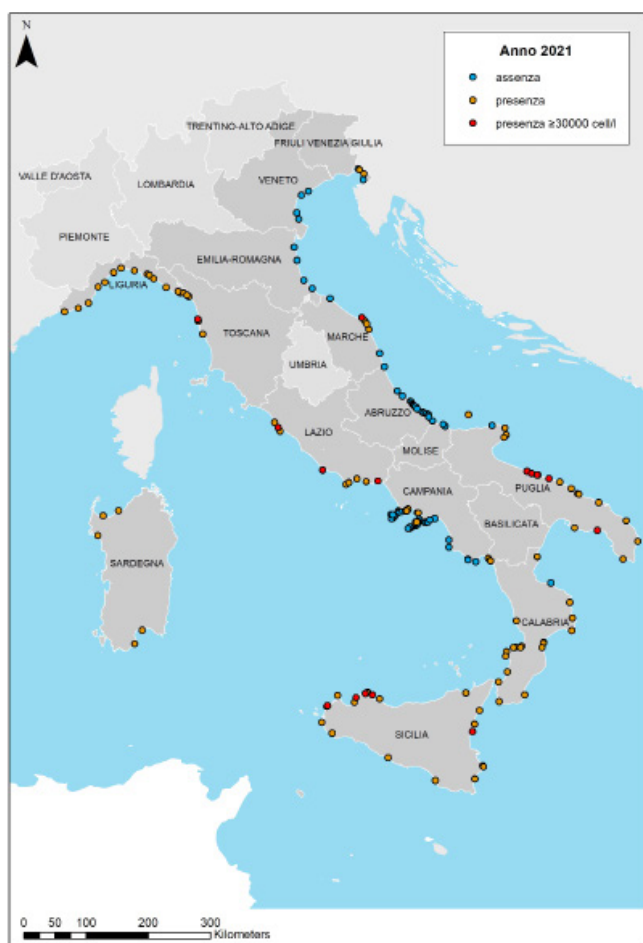 N
Anno 2021
assenza
presenza
presenza ≥30000 cell/l
TRENTINO-ALTO ADIGE
FRIULI VENEZIA GIULIA
VALLE D'AOSTA
LOMBARDIA
VENETO
PIEMONTE
EMILIA-ROMAGNA
LIGURIA
TOSCANA
MARCHE
UMBRIA
ABRUZZO
LAZIO
MOLISE
PUGLIA
CAMPANIA
BASILICATA
SARDEGNA
CALABRIA
SICILIA
0 50 100 200 300
Kilometers